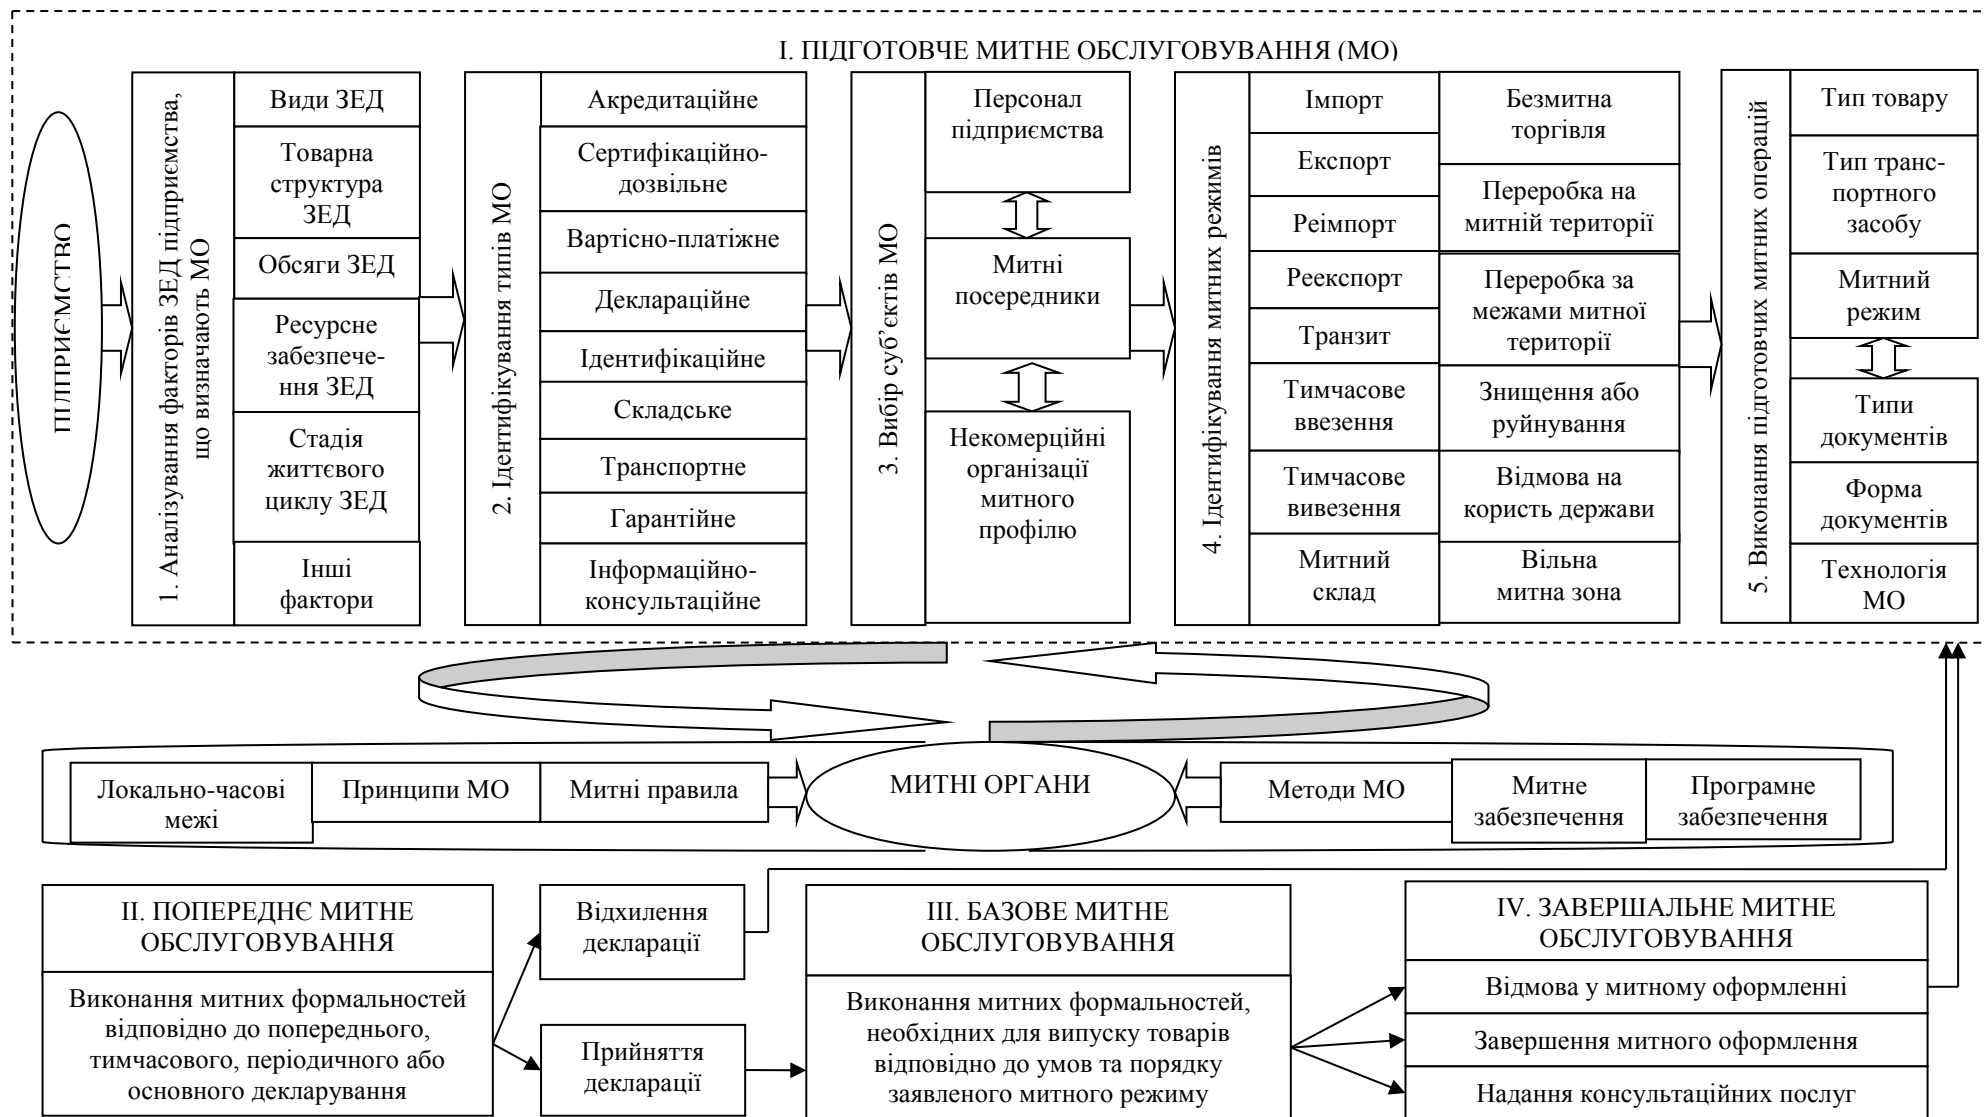 І. ПІДГОТОВЧЕ МИТНЕ ОБСЛУГОВУВАННЯ (МО)
ПІДПРИЄМСТВО
1. Аналізування факторів ЗЕД підприємства,
що визначають МО
Види ЗЕД
Товарна
структура
ЗЕД
Обсяги ЗЕД
Ресурсне
забезпече-
ння ЗЕД
Стадія
життєвого
циклу ЗЕД
Інші
фактори
2. Ідентифікування типів МО
Акредитаційне
Сертифікаційно-
дозвільне
Вартісно-платіжне
Деклараційне
Ідентифікаційне
Складське
Транспортне
Гарантійне
Інформаційно-
консультаційне
3. Вибір суб’єктів МО
Персонал
підприємства
Митні
посередники
Некомерційні
організації
митного
профілю
4. Ідентифікування митних режимів
Імпорт
Експорт
Реімпорт
Реекспорт
Транзит
Тимчасове
ввезення
Тимчасове
вивезення
Митний
склад
Безмитна
торгівля
Переробка на
митній території
Переробка за
межами митної
території
Знищення або
руйнування
Відмова на
користь держави
Вільна
митна зона
5. Виконання підготовчих митних операцій
Тип товару
Тип транс-
портного
засобу
Митний
режим
Типи
документів
Форма
документів
Технологія
МО
Локально-часові
межі
Принципи МО
Митні правила
МИТНІ ОРГАНИ
Методи МО
Митне
забезпечення
Програмне
забезпечення
ІІ. ПОПЕРЕДНЄ МИТНЕ
ОБСЛУГОВУВАННЯ
Виконання митних формальностей
відповідно до попереднього,
тимчасового, періодичного або
основного декларування
Відхилення
декларації
Прийняття
декларації
ІІІ. БАЗОВЕ МИТНЕ
ОБСЛУГОВУВАННЯ
Виконання митних формальностей,
необхідних для випуску товарів
відповідно до умов та порядку
заявленого митного режиму
IV. ЗАВЕРШАЛЬНЕ МИТНЕ
ОБСЛУГОВУВАННЯ
Відмова у митному оформленні
Завершення митного оформлення
Надання консультаційних послуг